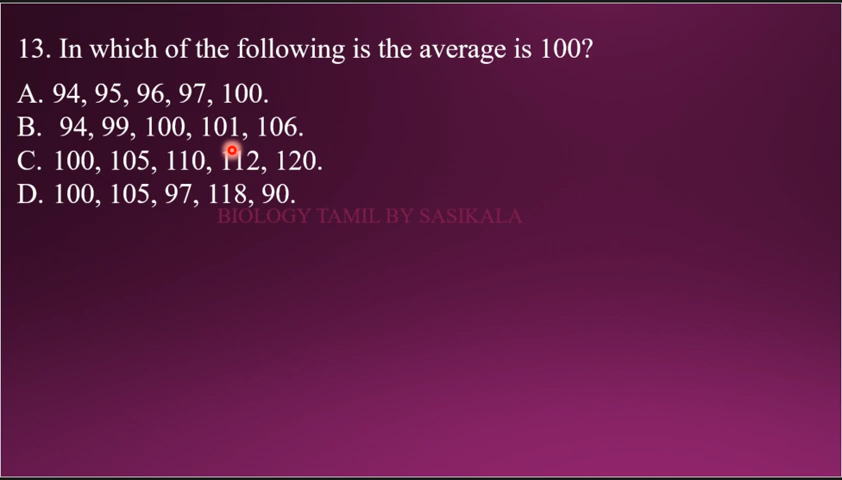 13. In which of the following is the average is 100?
A. 94, 95, 96, 97, 100.
B. 94, 99, 100, 101, 106.
C. 100, 105, 110, 112, 120.
D. 100, 105, 97, 118, 90.
BIOLOGY TAMIL BY SASIKALA